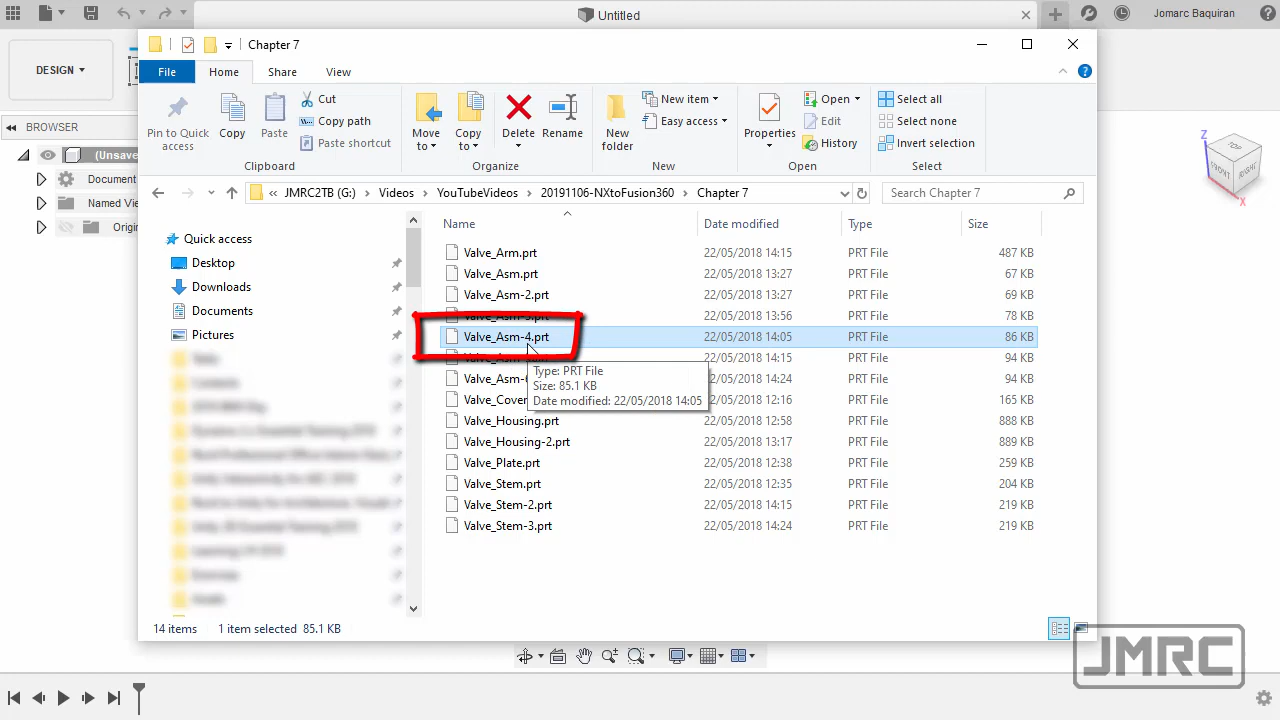 Untitled
Jomarc Baquiran
Chapter 7
DESIGN
File Home Share View
Pin to Quick access
Copy
Paste
Cut
Copy path
Paste shortcut
Clipboard
Move to
Copy to
Delete
Rename
Organize
New folder
New item
Easy access
New
Properties
Open
Edit
History
Open
Select all
Select none
Invert selection
Select
BROWSER
(Unsave
Document
Named Vie
Origi
« JMRC2TB (G:) > Videos > YouTubeVideos > 20191106-NXtoFusion360 > Chapter 7
Search Chapter 7
Quick access
Desktop
Downloads
Documents
Pictures
Name Date modified Type Size
Valve_Arm.prt 22/05/2018 14:15 PRT File 487 KB
Valve_Asm.prt 22/05/2018 13:27 PRT File 67 KB
Valve_Asm-2.prt 22/05/2018 13:27 PRT File 69 KB
Valve_Asm-3.prt 22/05/2018 13:56 PRT File 78 KB
Valve_Asm-4.prt 22/05/2018 14:05 PRT File 86 KB
22/05/2018 14:15 PRT File 94 KB
22/05/2018 14:24 PRT File 94 KB
Valve_Cover 22/05/2018 12:16 PRT File 165 KB
Valve_Housing.prt 22/05/2018 12:58 PRT File 888 KB
Valve_Housing-2.prt 22/05/2018 13:17 PRT File 889 KB
Valve_Plate.prt 22/05/2018 12:38 PRT File 259 KB
Valve_Stem.prt 22/05/2018 12:35 PRT File 204 KB
Valve_Stem-2.prt 22/05/2018 14:15 PRT File 219 KB
Valve_Stem-3.prt 22/05/2018 14:24 PRT File 219 KB
Type: PRT File
Size: 85.1 KB
Date modified: 22/05/2018 14:05
14 items 1 item selected 85.1 KB
Z
TOP
FRONT
RIGHT
X
JMRC